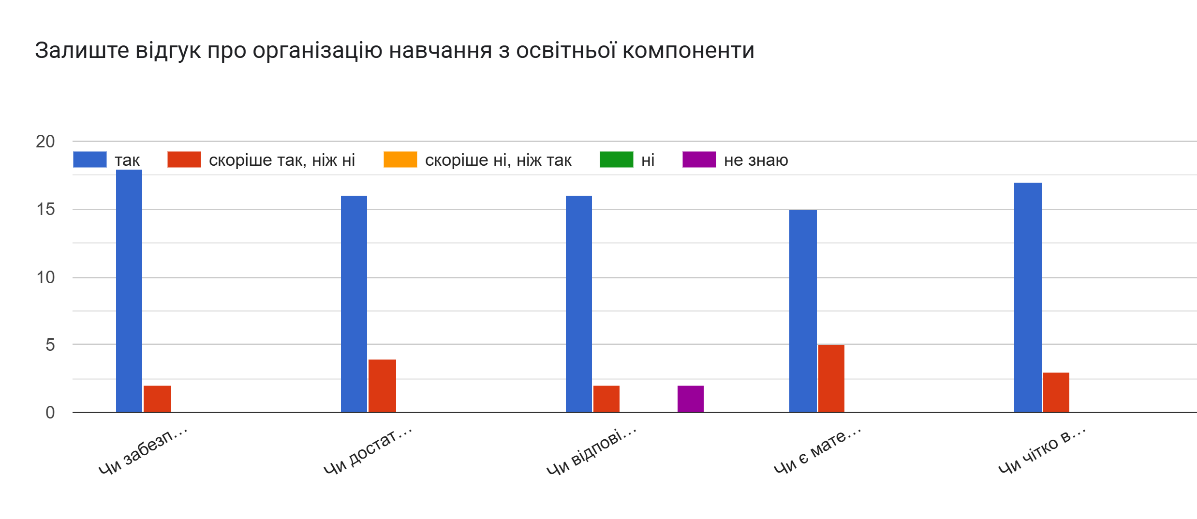 Залиште відгук про організацію навчання з освітньої компоненти
20
так скоріше так, ніж ні скоріше ні, ніж так ні не знаю
15
10
5
0
Чи забезп... Чи достат... Чи відпові... Чи є мате... Чи чітко в...